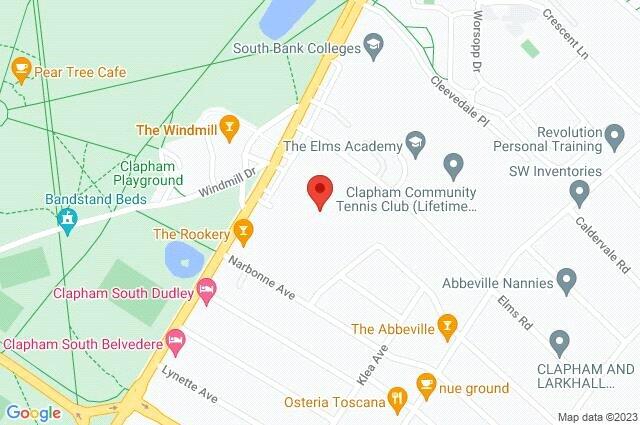 Worsopp Dr
Crescent Ln
South Bank Colleges
Pear Tree Cafe
Cleevedale Pl
The Windmill
The Elms Academy
Revolution
Personal Training
Clapham
Playground
Windmill Dr
SW Inventories
Clapham Community
Tennis Club (Lifetime...
Bandstand Beds
The Rookery
Caldervale Rd
Narbonne Ave
Abbeville Nannies
Clapham South Dudley
Elms Rd
The Abbeville
Clapham South Belvedere
Klea Ave
CLAPHAM AND
LARKHALL...
Lynette Ave
nue ground
Osteria Toscana
Google
Map data ©2023